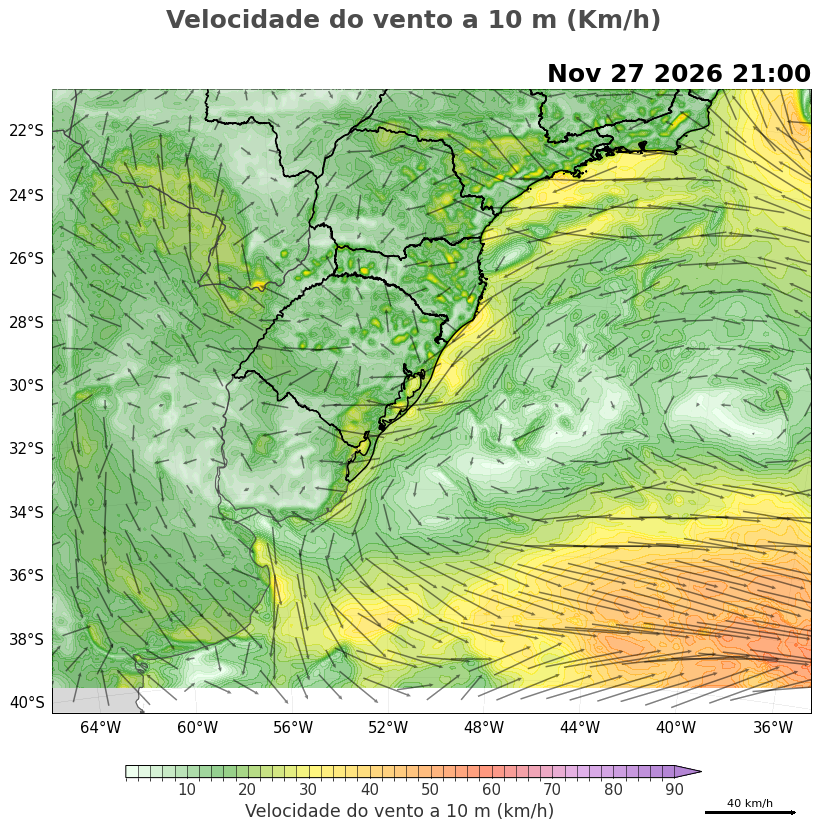 Velocidade do vento a 10 m (Km/h)
Nov 27 2026 21:00
22°S
24°S
26°S
28°S
30°S
32°S
34°S
36°S
38°S
40°S
64°W 60°W 56°W 52°W 48°W 44°W 40°W 36°W
10 20 30 40 50 60 70 80 90
Velocidade do vento a 10 m (km/h)
40 km/h